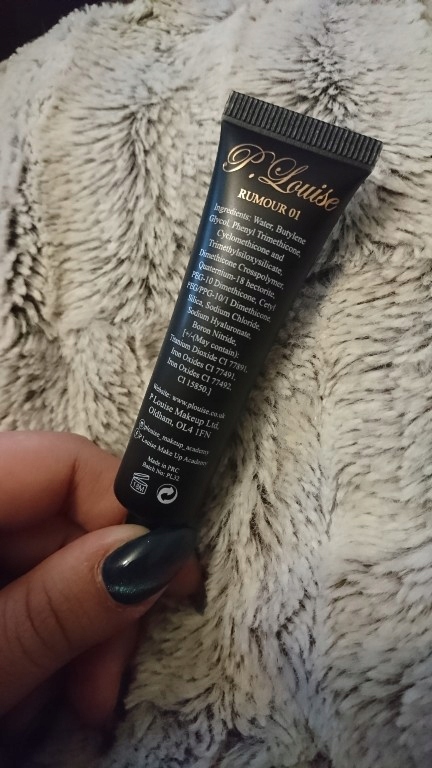 P. Louise
RUMOUR 01
Ingredients: Water, Butylene
Glycol, Phenyl Trimethicone,
Cyclomethicone and
Trimethylsiloxysilicate,
Dimethicone Crosspolymer,
Quaternium-18 hectorite,
PEG-10 Dimethicone, Cetyl
PEG/PPG-10/1 Dimethicone,
Silica, Sodium Chloride,
Sodium Hyaluronate,
Boron Nitride,
[+/-(May contain):
Titanium Dioxide CI 77891,
Iron Oxides CI 77491,
Iron Oxides CI 77492,
CI 15850.]
Website: www.plouise.co.uk
P Louise Makeup Ltd,
Oldham, OL4 1FN
plouise_makeup_academy
P Louise Make Up Academy
Made in PRC
Batch No: PL32